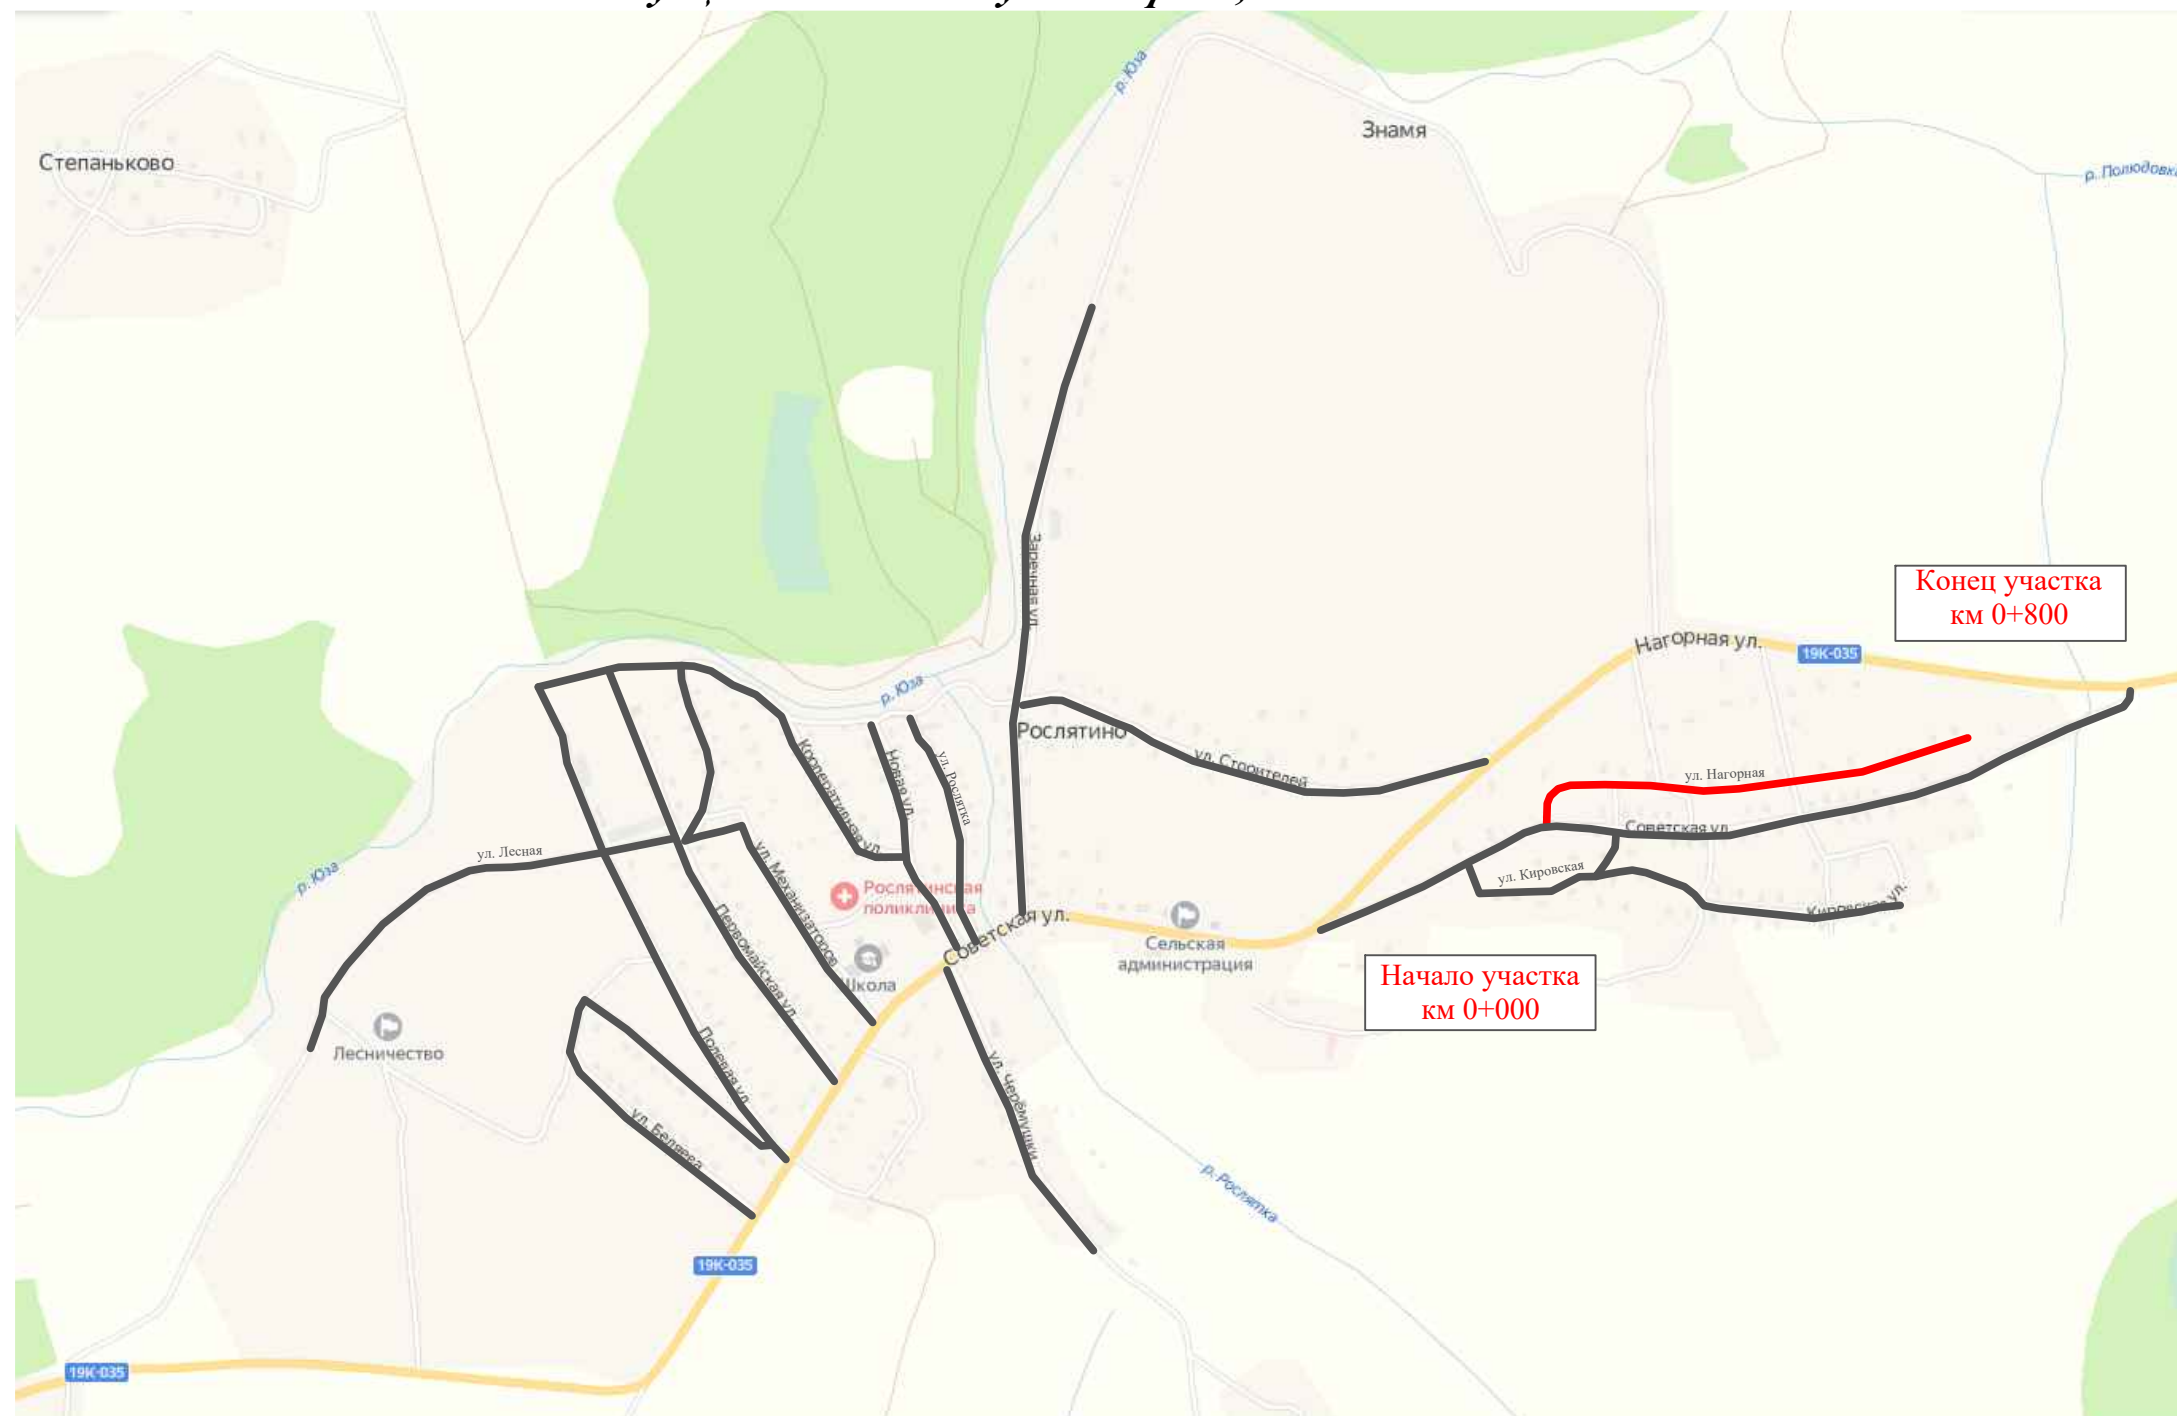 Знамя
р. Юза
Степаньково
р. Полюдовка
Заречная ул.
Конец участка
км 0+800
Нагорная ул.
19К-035
р. Юза
Рослятино
ул. Строителей
Кооперативная ул.
Новая ул.
ул. Рослятка
ул. Нагорная
Советская ул.
ул. Лесная
ул. Механизаторов
р. Юза
Рослятинская
поликлиника
ул. Кировская
Кировская ул.
Первомайская ул.
Советская ул.
Сельская
администрация
Школа
Начало участка
км 0+000
Лесничество
Полевая ул.
ул. Беляева
ул. Черёмушки
р. Рослятка
19К-035
19К-035